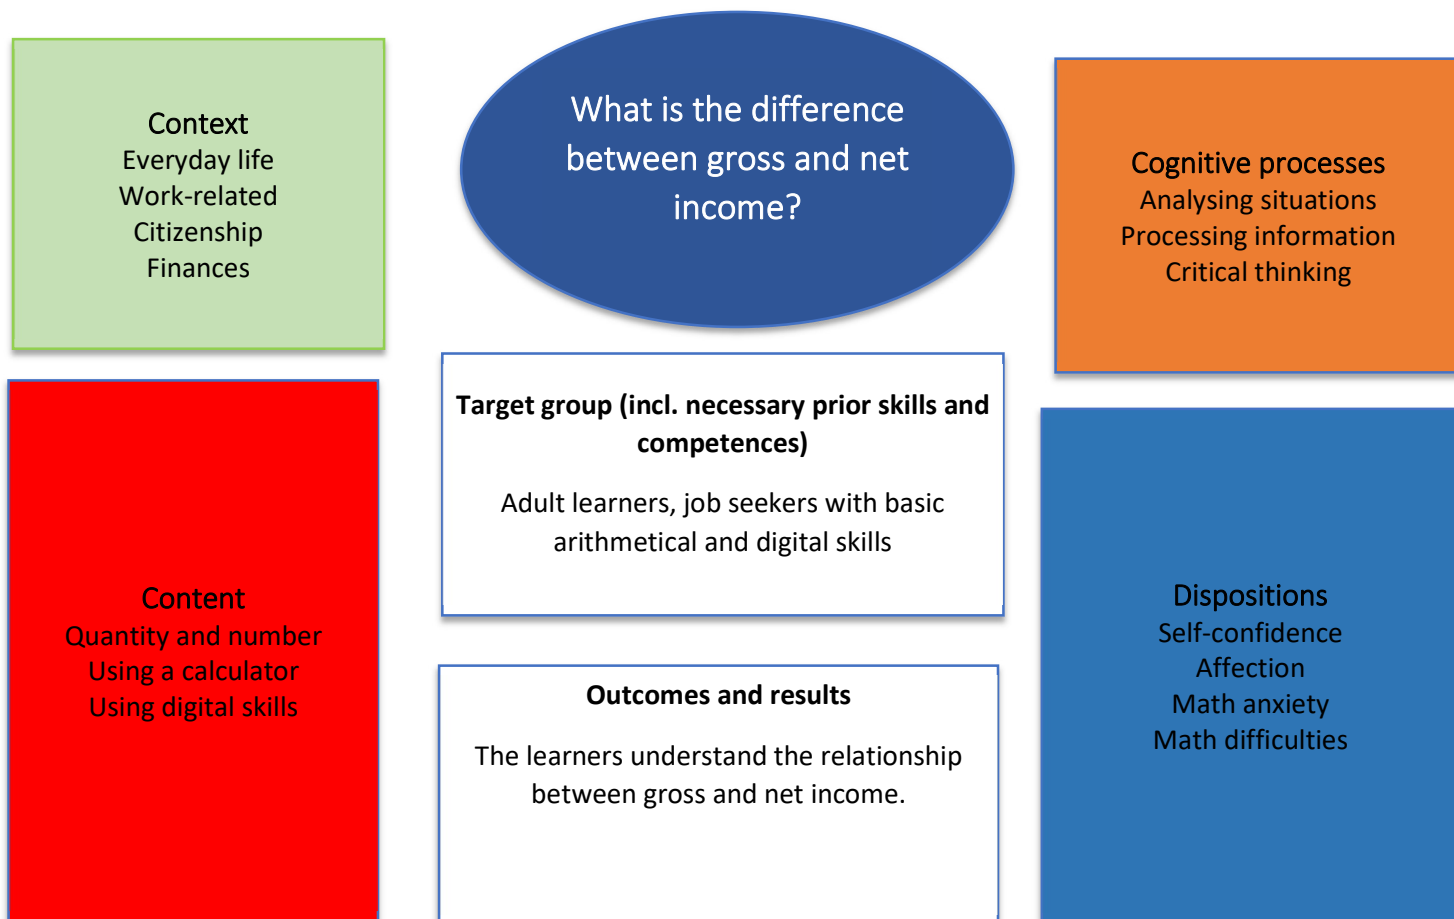 Context
Everyday life
Work-related
Citizenship
Finances
What is the difference
between gross and net
income?
Cognitive processes
Analysing situations
Processing information
Critical thinking
Target group (incl. necessary prior skills and
competences)
Adult learners, job seekers with basic
arithmetical and digital skills
Content
Quantity and number
Using a calculator
Using digital skills
Outcomes and results
The learners understand the relationship
between gross and net income.
Dispositions
Self-confidence
Affection
Math anxiety
Math difficulties